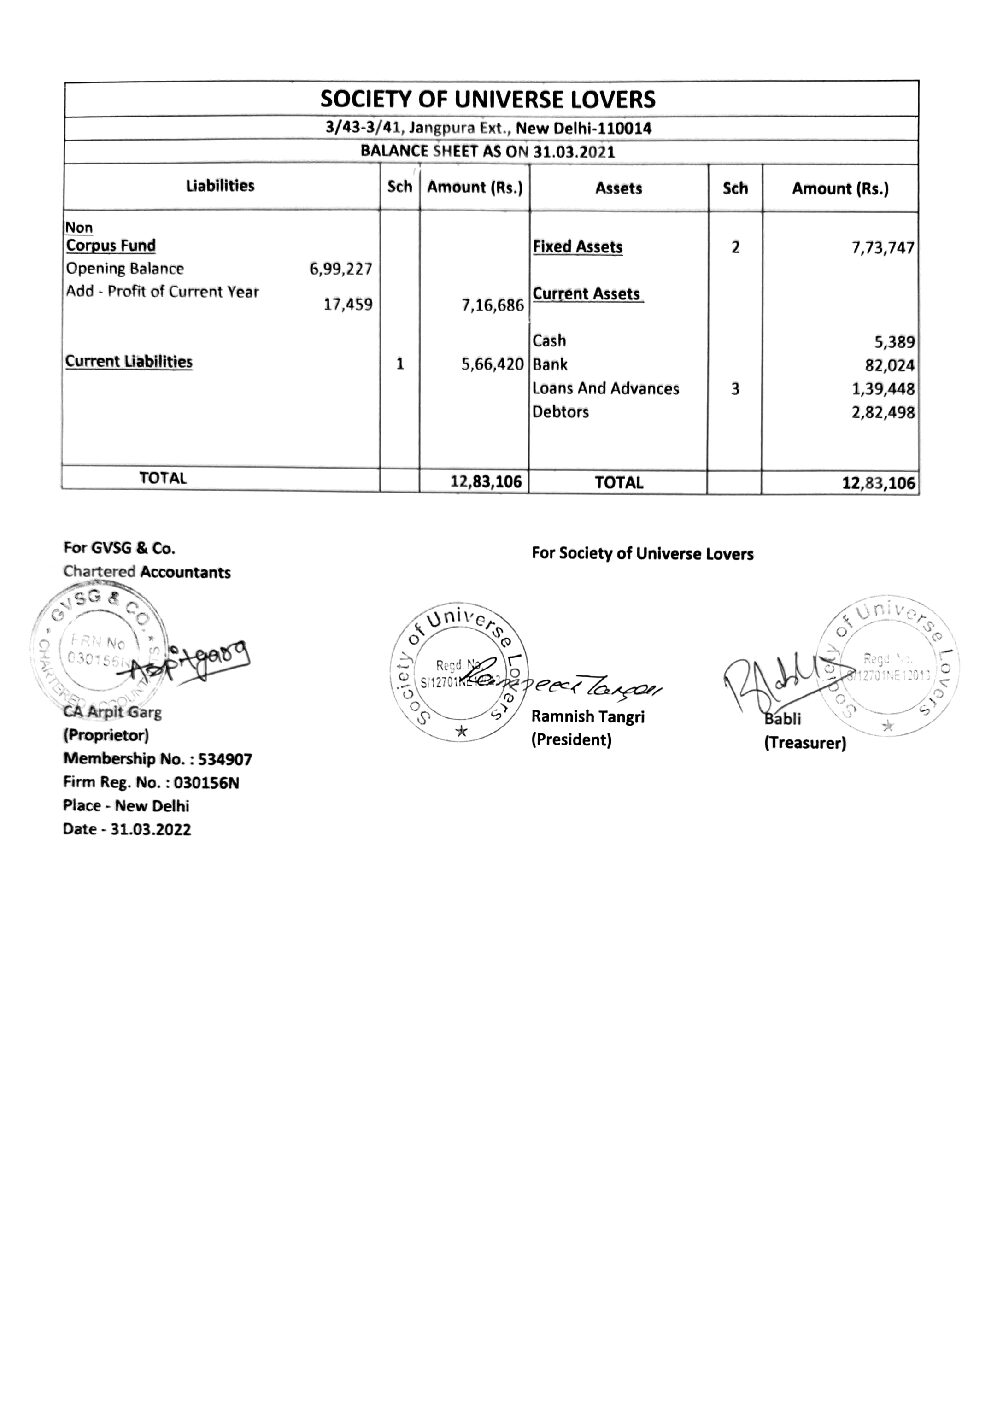 SOCIETY OF UNIVERSE LOVERS
3/43-3/41, Jangpura Ext., New Delhi-110014
BALANCE SHEET AS ON 31.03.2021
Liabilities Sch Amount (Rs.) Assets Sch Amount (Rs.)
Non
Corpus Fund Fixed Assets 2 7,73,747
Opening Balance 6,99,227
Add - Profit of Current Year 17,459 7,16,686 Current Assets
Cash 5,389
Current Liabilities 1 5,66,420 Bank 82,024
Loans And Advances 3 1,39,448
Debtors 2,82,498
TOTAL 12,83,106 TOTAL 12,83,106
For GVSG & Co.
Chartered Accountants
For Society of Universe Lovers
GVSG & CO.
CHARTERED ACCOUNTANTS
FRN No
030156N
Arpit garg
CA Arpit Garg
(Proprietor)
Membership No. : 534907
Firm Reg. No. : 030156N
Place - New Delhi
Date - 31.03.2022
Society of Universe Lovers
Regd No
Ramneect Tangri
Ramnish Tangri
(President)
Society of Universe Lovers
Regd. No.
Babli
(Treasurer)